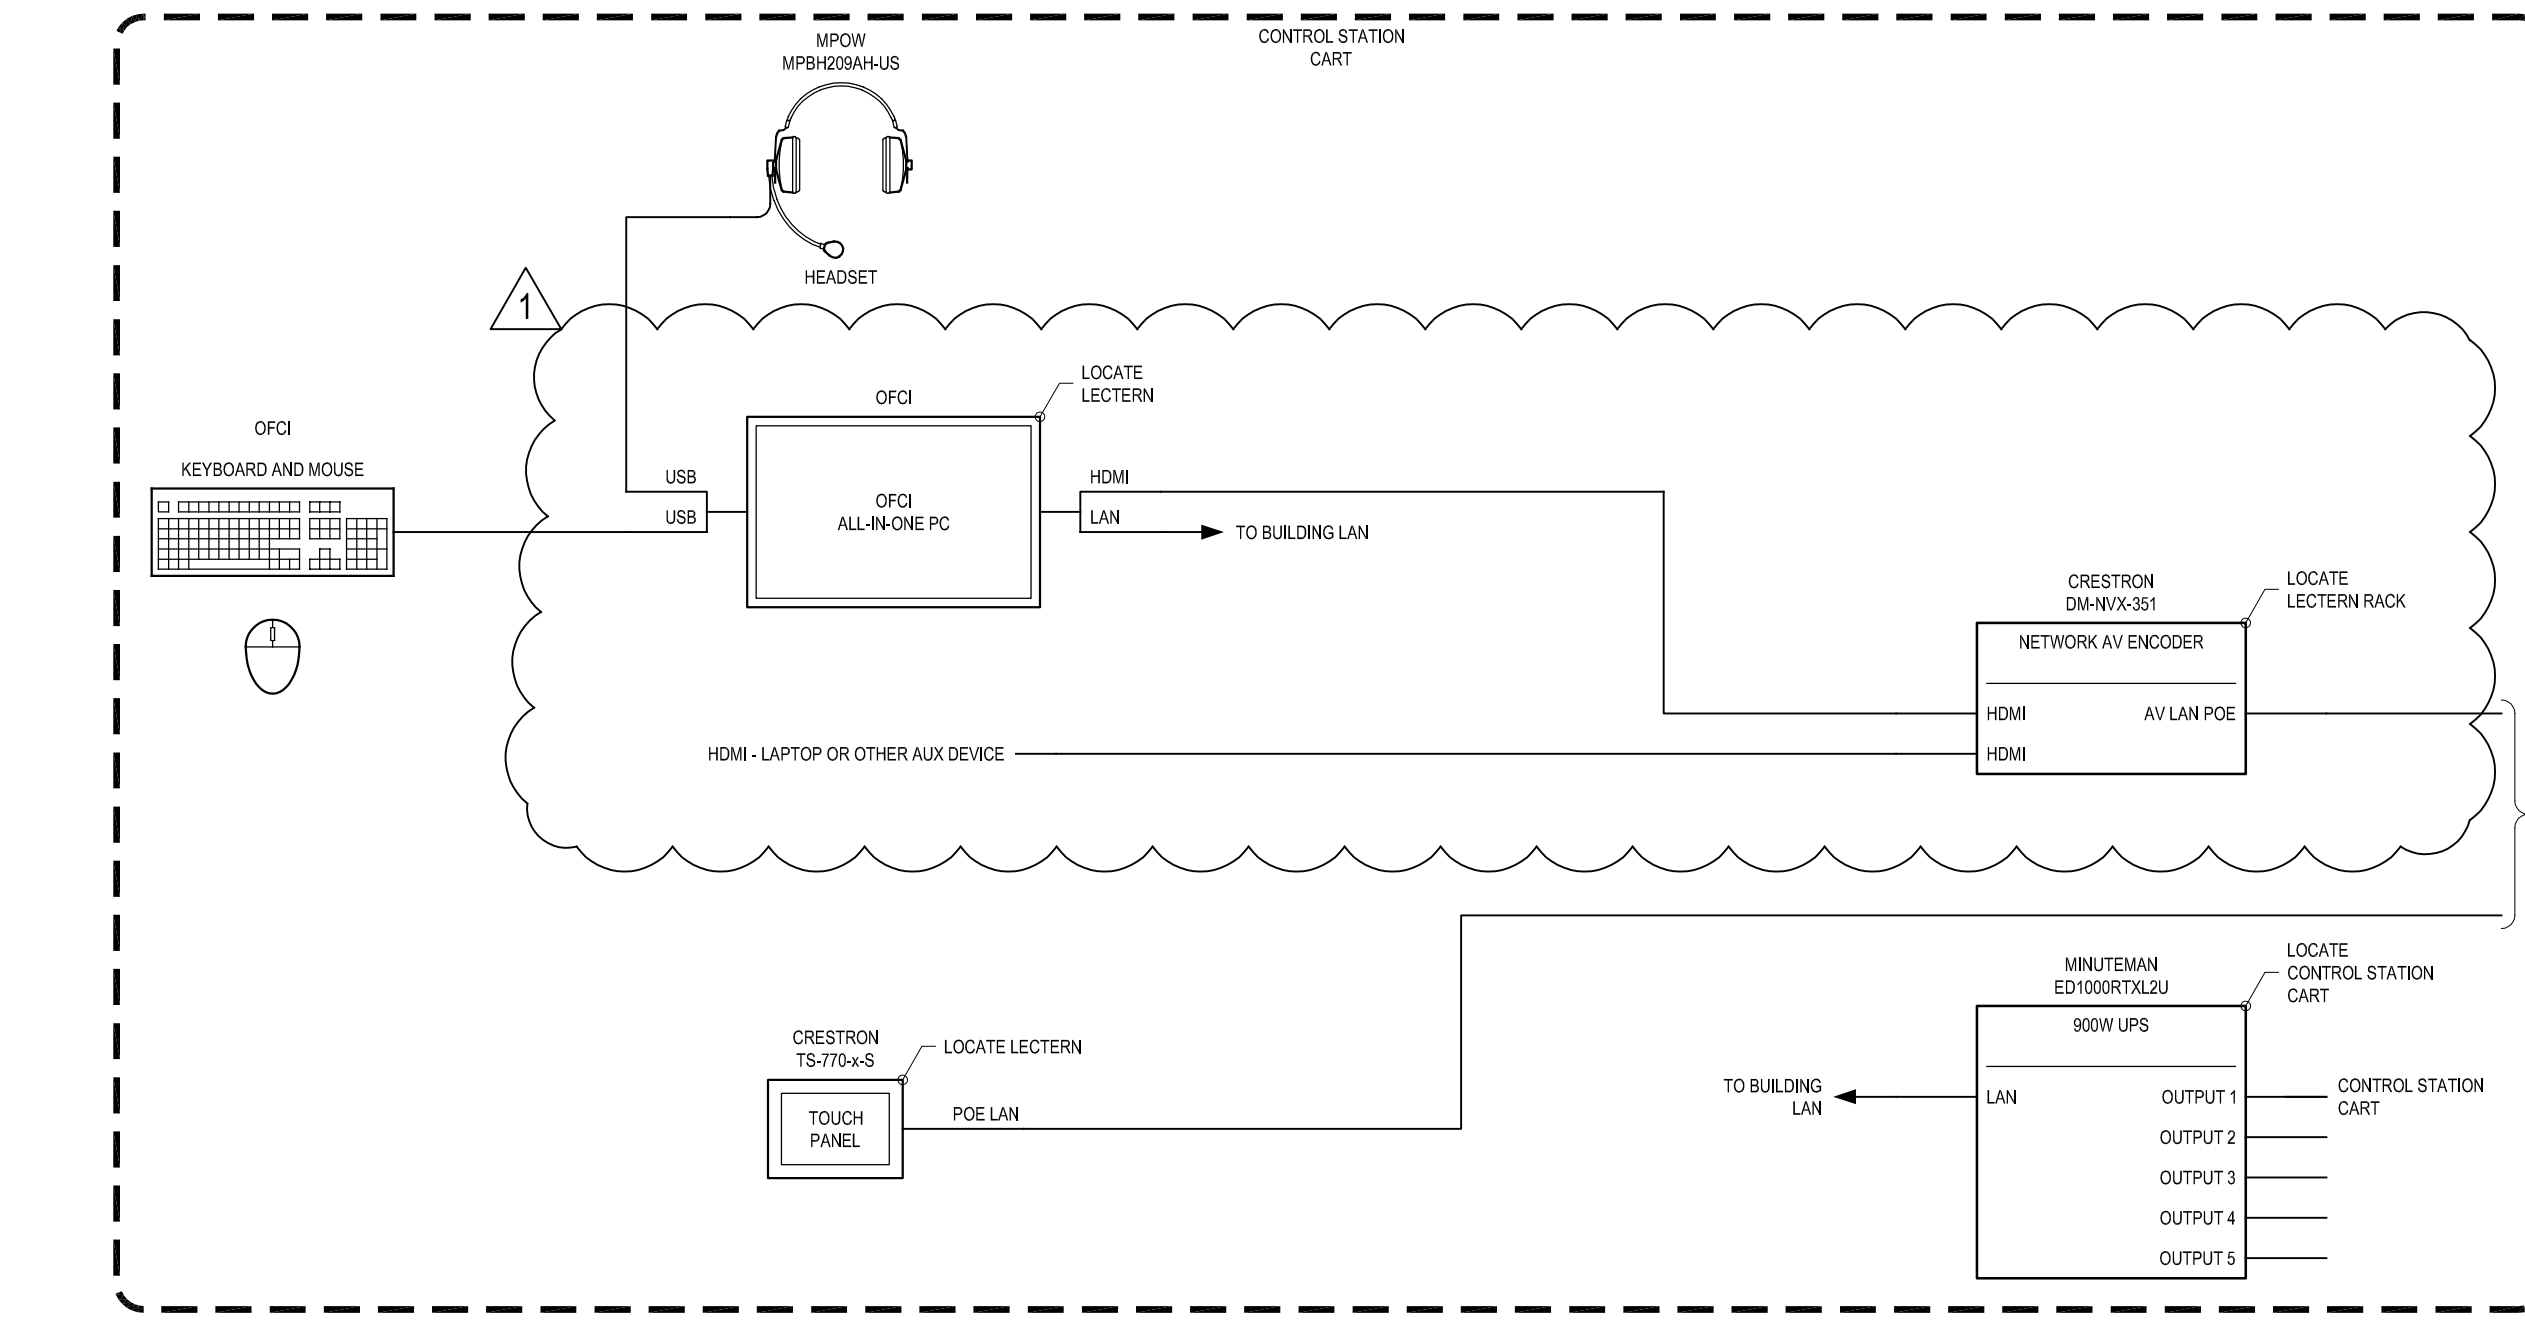 CONTROL STATION
CART
MPOW
MPBH209AH-US
HEADSET
1
LOCATE
LECTERN
OFCI
OFCI
KEYBOARD AND MOUSE
USB
USB
OFCI
ALL-IN-ONE PC
HDMI
LAN
TO BUILDING LAN
CRESTRON
DM-NVX-351
LOCATE
LECTERN RACK
NETWORK AV ENCODER
HDMI
AV LAN POE
HDMI - LAPTOP OR OTHER AUX DEVICE
HDMI
MINUTEMAN
ED1000RTXL2U
LOCATE
CONTROL STATION
CART
900W UPS
CRESTRON
TS-770-x-S
LOCATE LECTERN
TOUCH
PANEL
POE LAN
TO BUILDING
LAN
LAN
OUTPUT 1
CONTROL STATION
CART
OUTPUT 2
OUTPUT 3
OUTPUT 4
OUTPUT 5